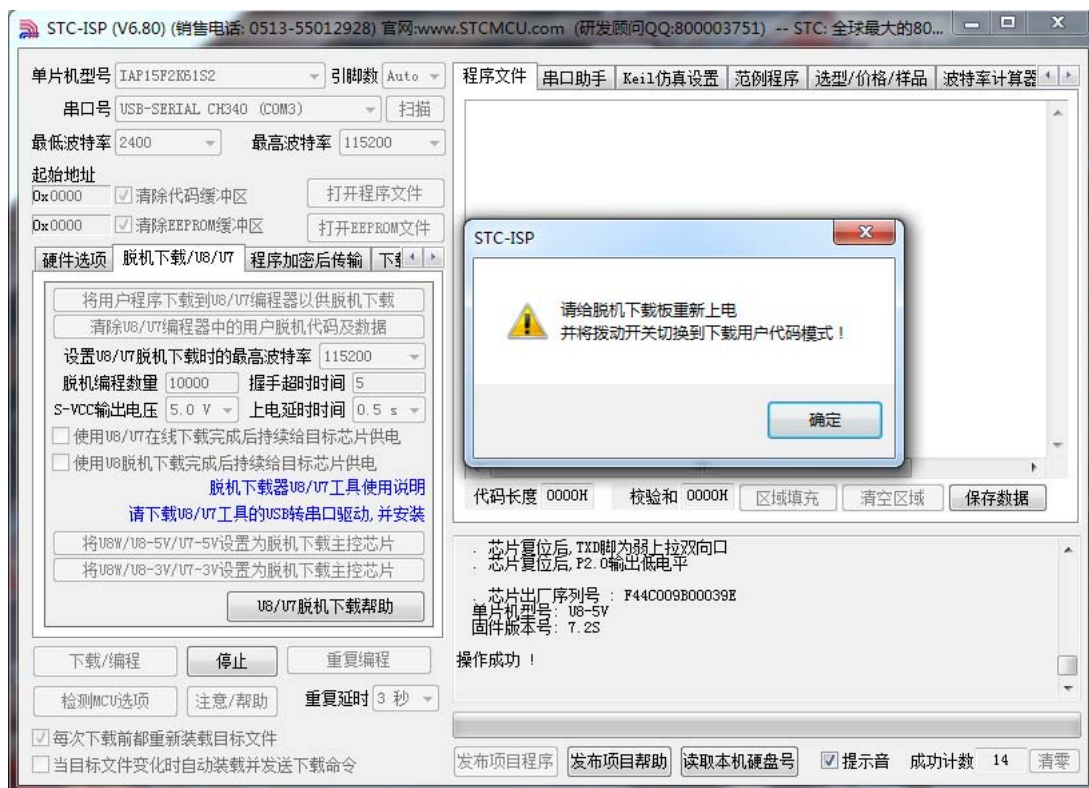 STC-ISP (V6.80) (销售电话: 0513-55012928) 官网:www.STCMCU.com (研发顾问QQ:800003751) -- STC: 全球最大的80...
单片机型号 IAP15F2K61S2 引脚数 Auto
串口号 USB-SERIAL CH340 (COM3) 扫描
最低波特率 2400 最高波特率 115200
起始地址
0x0000 清除代码缓冲区 打开程序文件
0x0000 清除EEPROM缓冲区 打开EEPROM文件
硬件选项 脱机下载/U8/U7 程序加密后传输
将用户程序下载到U8/U7编程器以供脱机下载
清除U8/U7编程器中的用户脱机代码及数据
设置U8/U7脱机下载时的最高波特率 115200
脱机编程数量 10000 握手超时时间 5
S-VCC输出电压 5.0 V 上电延时时间 0.5 s
使用U8/U7在线下载完成后持续给目标芯片供电
使用U8脱机下载完成后持续给目标芯片供电
脱机下载器U8/U7工具使用说明
请下载U8/U7工具的USB转串口驱动,并安装
将U8W/U8-5V/U7-5V设置为脱机下载主控芯片
将U8W/U8-3V/U7-3V设置为脱机下载主控芯片
U8/U7脱机下载帮助
下载/编程 停止 重复编程
检测MCU选项 注意/帮助 重复延时 3 秒
每次下载前都重新装载目标文件
当目标文件变化时自动装载并发送下载命令
程序文件 串口助手 Keil仿真设置 范例程序 选型/价格/样品 波特率计算器
STC-ISP
请给脱机下载板重新上电
并将拨动开关切换到下载用户代码模式！
确定
代码长度 0000H 校验和 0000H 区域填充 清空区域 保存数据
. 芯片复位后,TXD脚为弱上拉双向口
. 芯片复位后,P2.0输出低电平
. 芯片出厂序列号 : F44C009B00039E
单片机型号: U8-5V
固件版本号: 7.2S
操作成功 !
发布项目程序 发布项目帮助 读取本机硬盘号 提示音 成功计数 14 清零